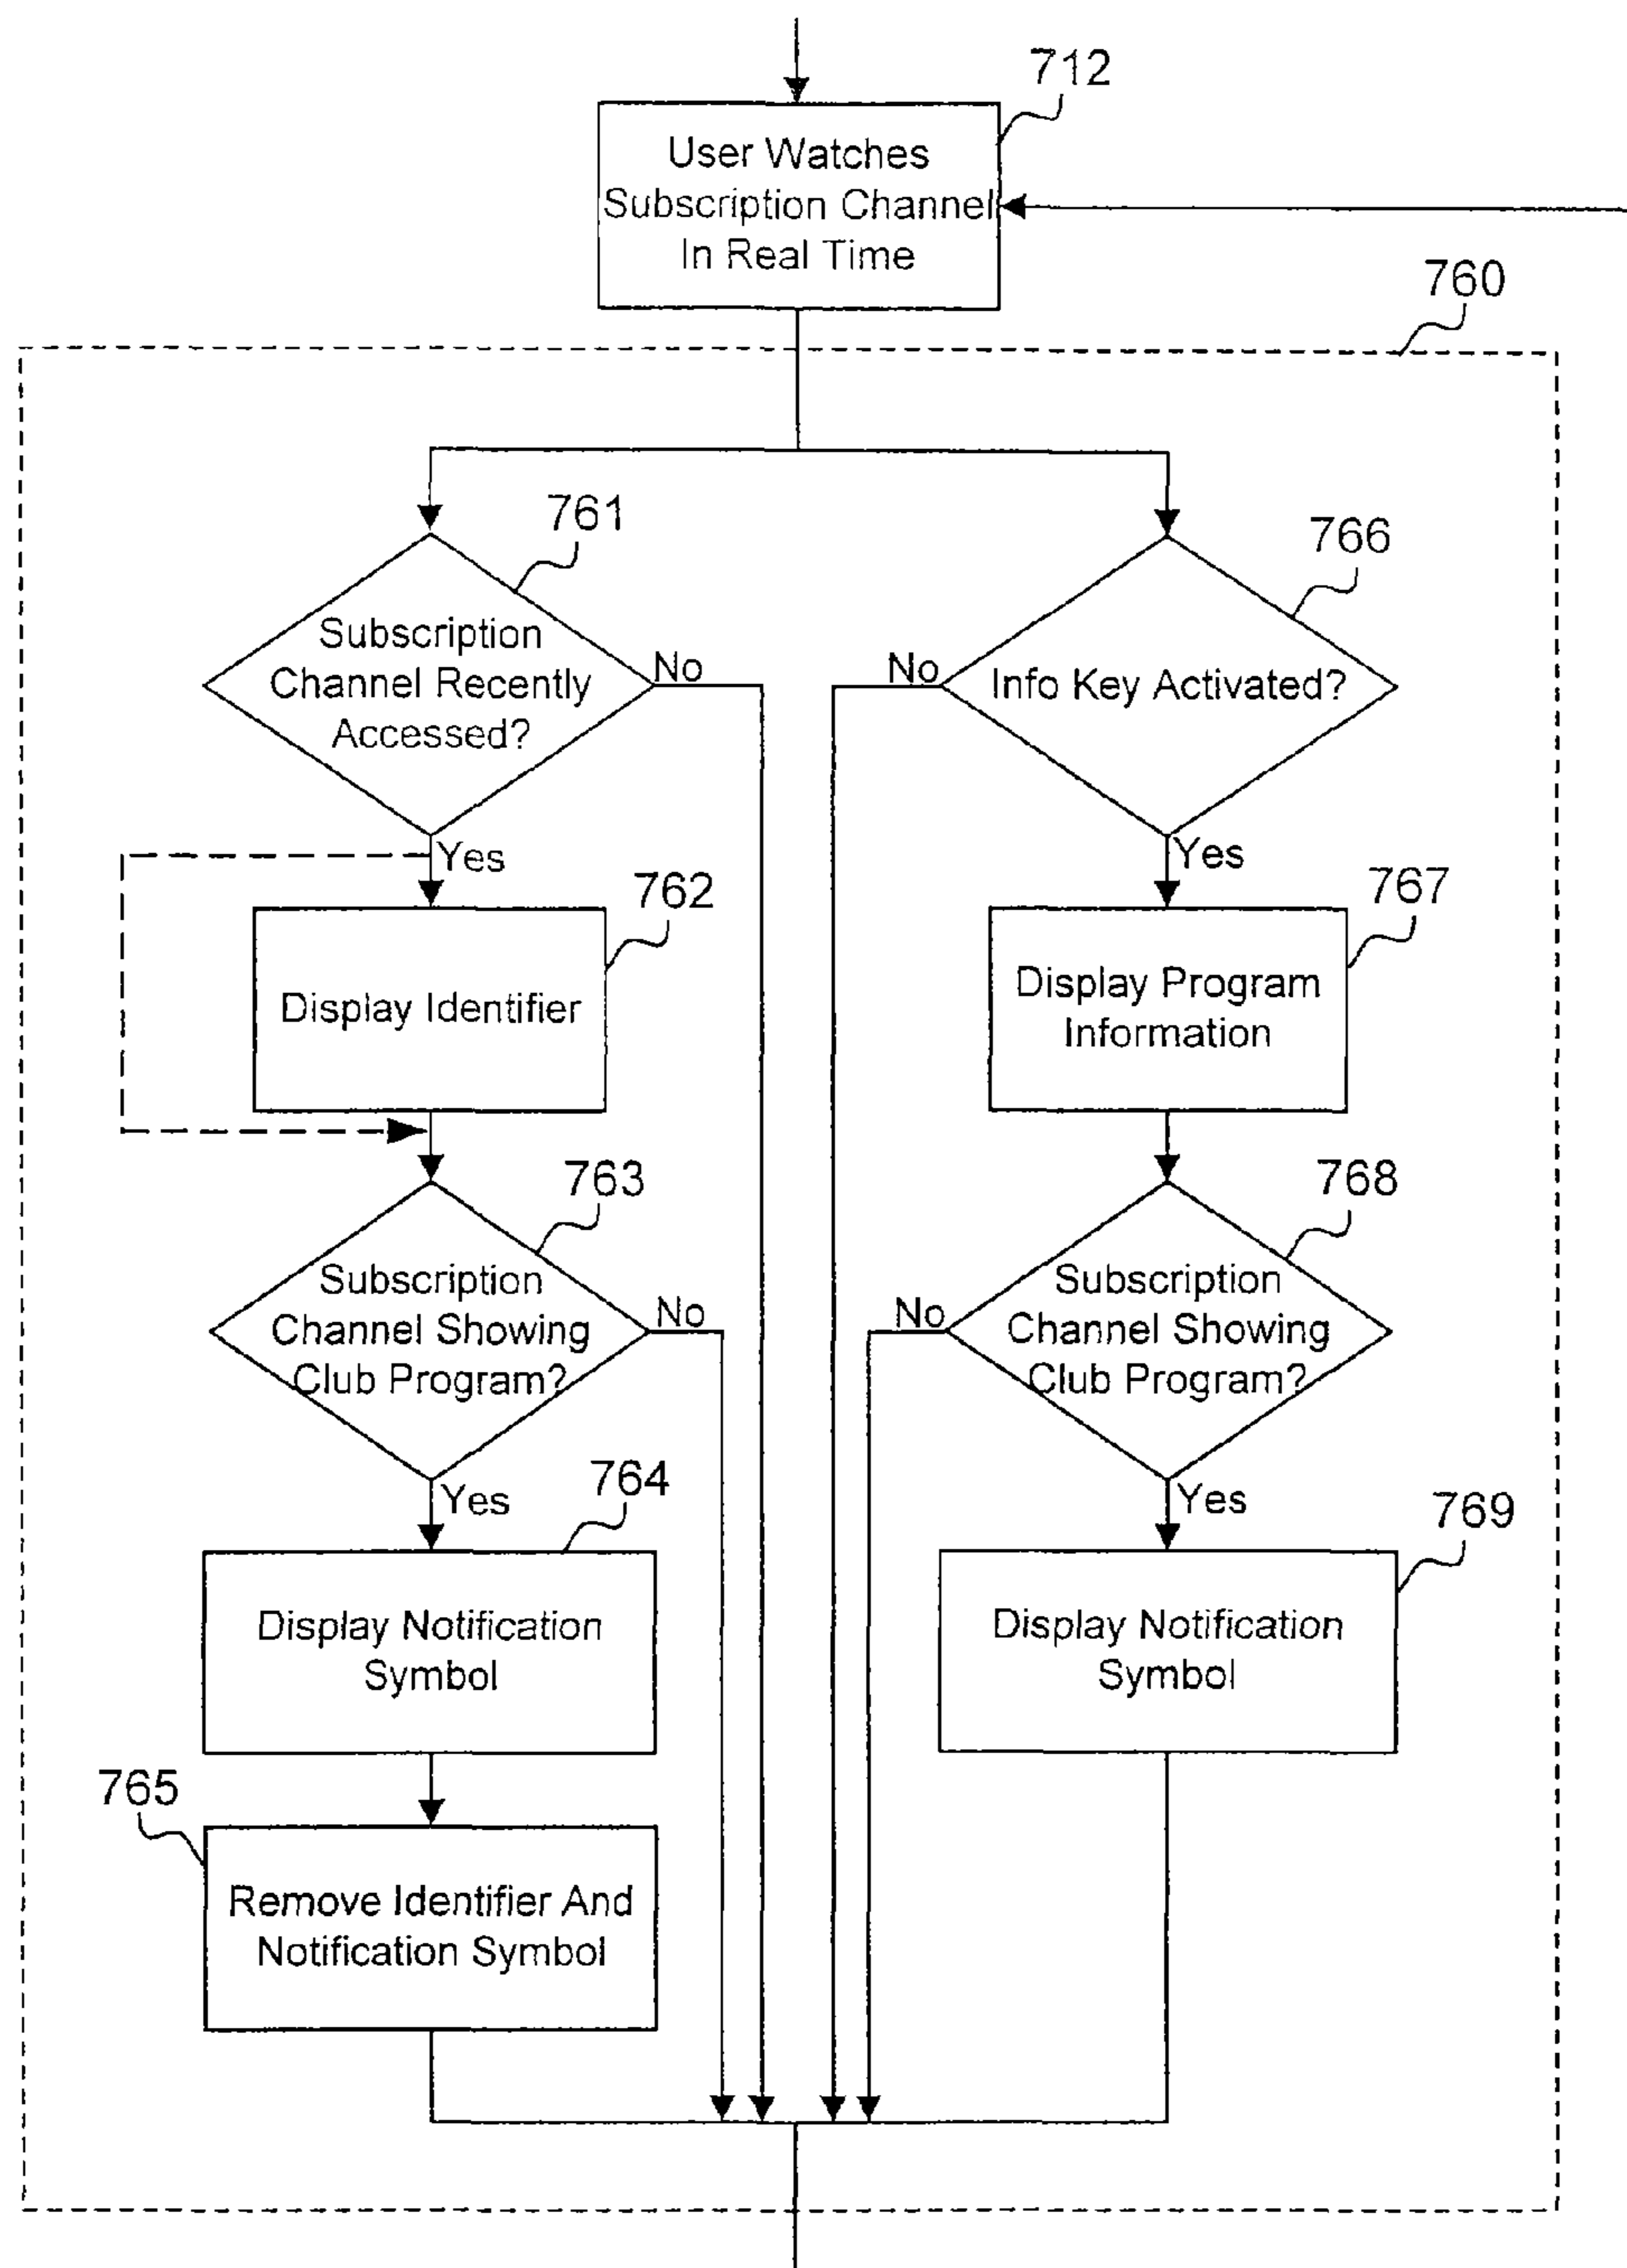 712
User Watches
Subscription Channel
In Real Time
760
761
Subscription
Channel Recently
Accessed?
No
Yes
766
Info Key Activated?
No
Yes
762
Display Identifier
767
Display Program
Information
763
Subscription
Channel Showing
Club Program?
No
Yes
768
Subscription
Channel Showing
Club Program?
No
Yes
764
Display Notification
Symbol
769
Display Notification
Symbol
765
Remove Identifier And
Notification Symbol